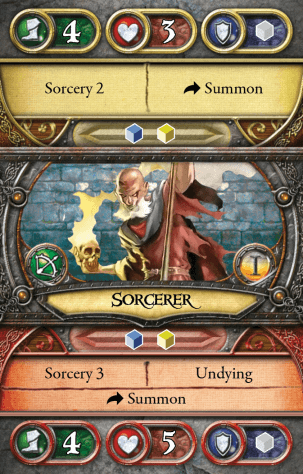 4 3
Sorcery 2 Summon
I
SORCERER
Sorcery 3 Undying
Summon
4 5